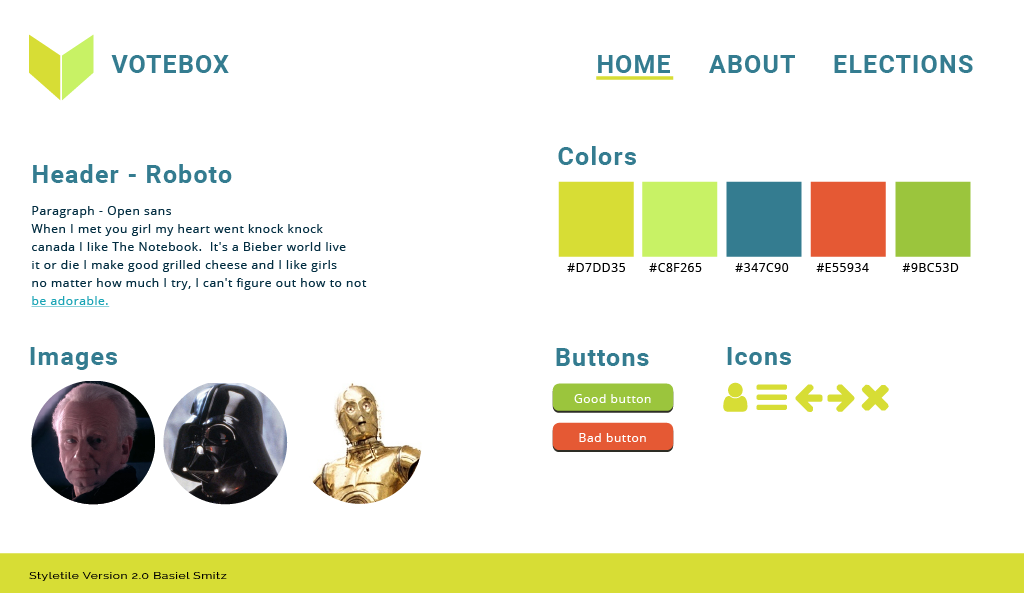 VOTEBOX
HOME ABOUT ELECTIONS
Header - Roboto
Paragraph - Open sans
When I met you girl my heart went knock knock
canada I like The Notebook.  It's a Bieber world live
it or die I make good grilled cheese and I like girls
no matter how much I try, I can't figure out how to not
be adorable.
Colors
#D7DD35 #C8F265 #347C90 #E55934 #9BC53D
Images
Buttons
Good button
Bad button
Icons
Styletile Version 2.0 Basiel Smitz